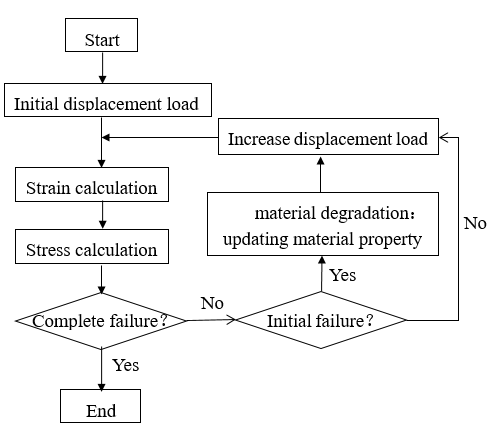 Start
Initial displacement load
Increase displacement load
Strain calculation
material degradation：
updating material property
No
Stress calculation
Yes
No
Complete failure？
Initial failure？
Yes
End